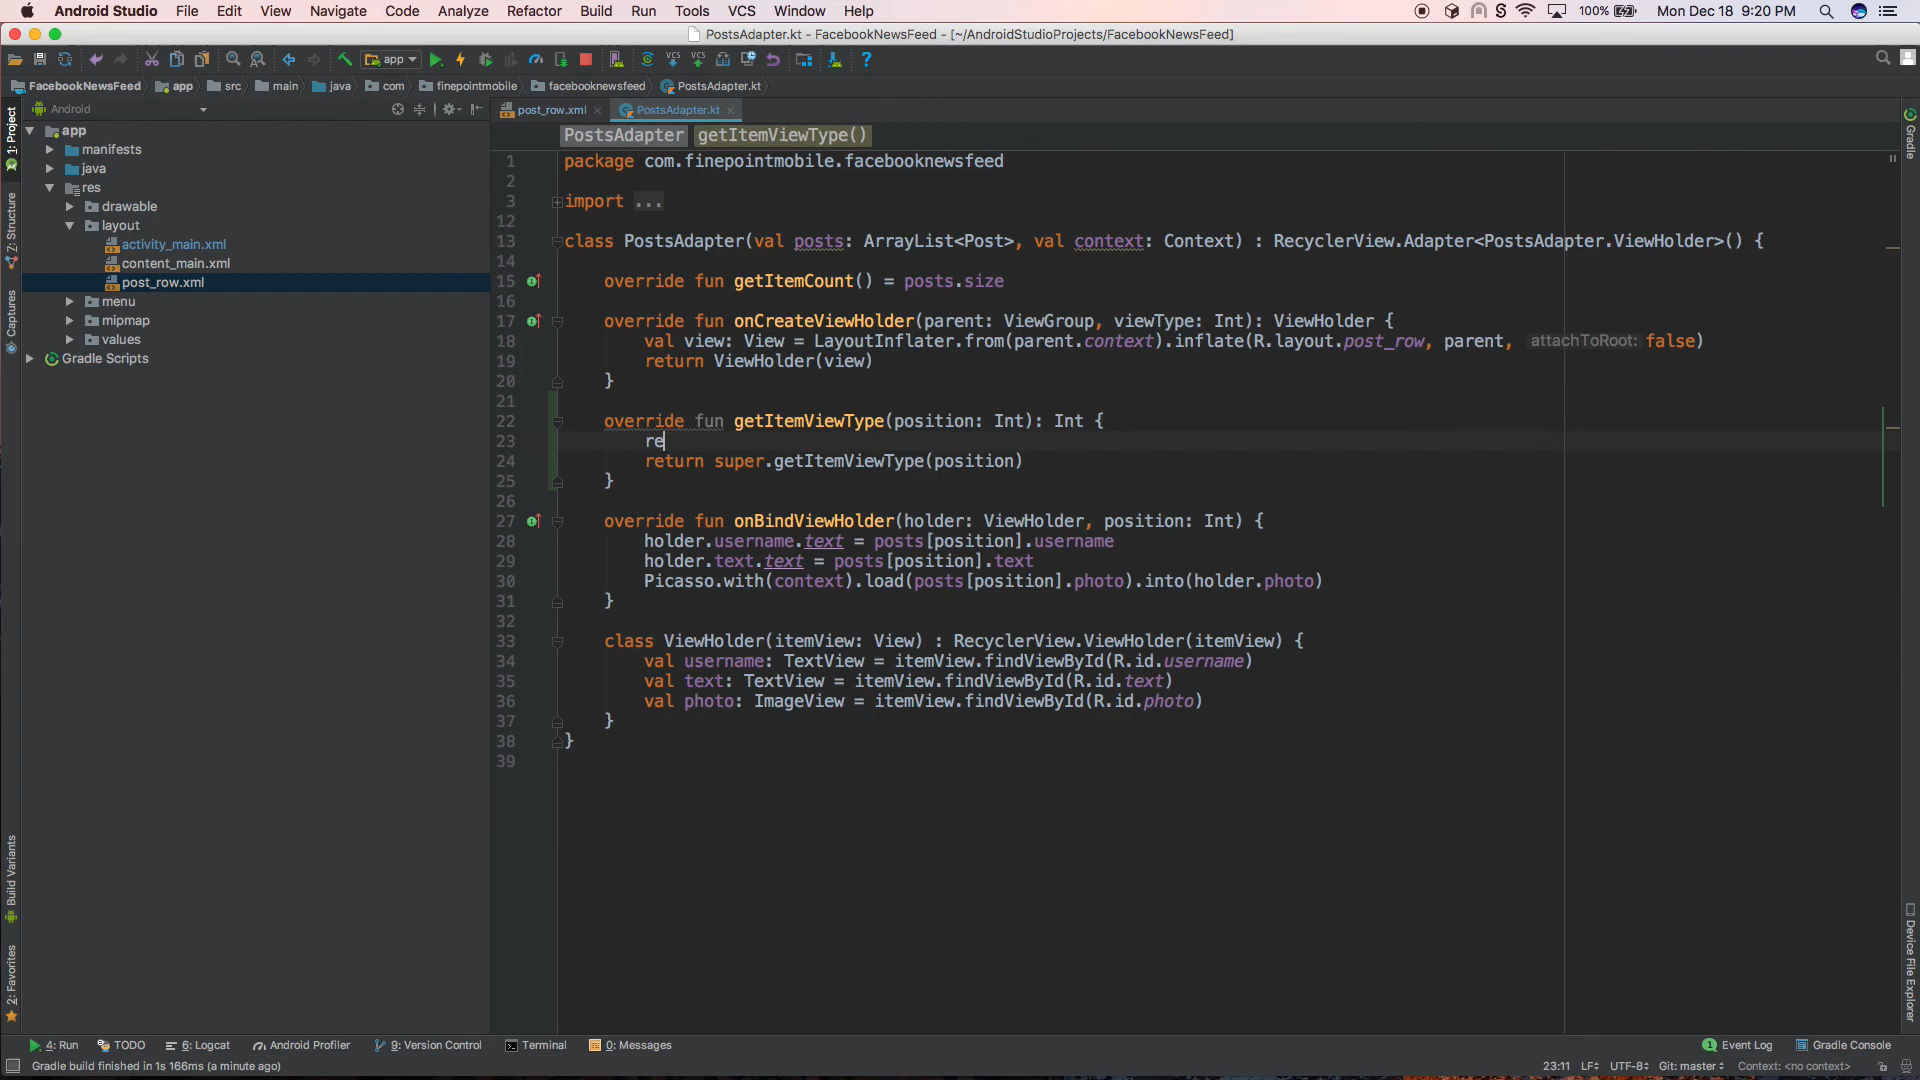 Android Studio File Edit View Navigate Code Analyze Refactor Build Run Tools VCS Window Help 100% Mon Dec 18 9:20 PM
PostsAdapter.kt - FacebookNewsFeed - [~/AndroidStudioProjects/FacebookNewsFeed]
app
FacebookNewsFeed app src main java com finepointmobile facebooknewsfeed PostsAdapter.kt
Android
post_row.xml PostsAdapter.kt
PostsAdapter getItemViewType()
app
manifests
java
res
drawable
layout
activity_main.xml
content_main.xml
post_row.xml
menu
mipmap
values
Gradle Scripts
1: Project
Z: Structure
Captures
Build Variants
2: Favorites
1 package com.finepointmobile.facebooknewsfeed
2
3 import ...
12
13 class PostsAdapter(val posts: ArrayList<Post>, val context: Context) : RecyclerView.Adapter<PostsAdapter.ViewHolder>() {
14
15 override fun getItemCount() = posts.size
16
17 override fun onCreateViewHolder(parent: ViewGroup, viewType: Int): ViewHolder {
18 val view: View = LayoutInflater.from(parent.context).inflate(R.layout.post_row, parent, attachToRoot: false)
19 return ViewHolder(view)
20 }
21
22 override fun getItemViewType(position: Int): Int {
23 re
24 return super.getItemViewType(position)
25 }
26
27 override fun onBindViewHolder(holder: ViewHolder, position: Int) {
28 holder.username.text = posts[position].username
29 holder.text.text = posts[position].text
30 Picasso.with(context).load(posts[position].photo).into(holder.photo)
31 }
32
33 class ViewHolder(itemView: View) : RecyclerView.ViewHolder(itemView) {
34 val username: TextView = itemView.findViewById(R.id.username)
35 val text: TextView = itemView.findViewById(R.id.text)
36 val photo: ImageView = itemView.findViewById(R.id.photo)
37 }
38 }
39
Gradle
Device File Explorer
4: Run TODO 6: Logcat Android Profiler 9: Version Control Terminal 0: Messages 1 Event Log Gradle Console
Gradle build finished in 1s 166ms (a minute ago) 23:11 LF UTF-8 Git: master Context: <no context>